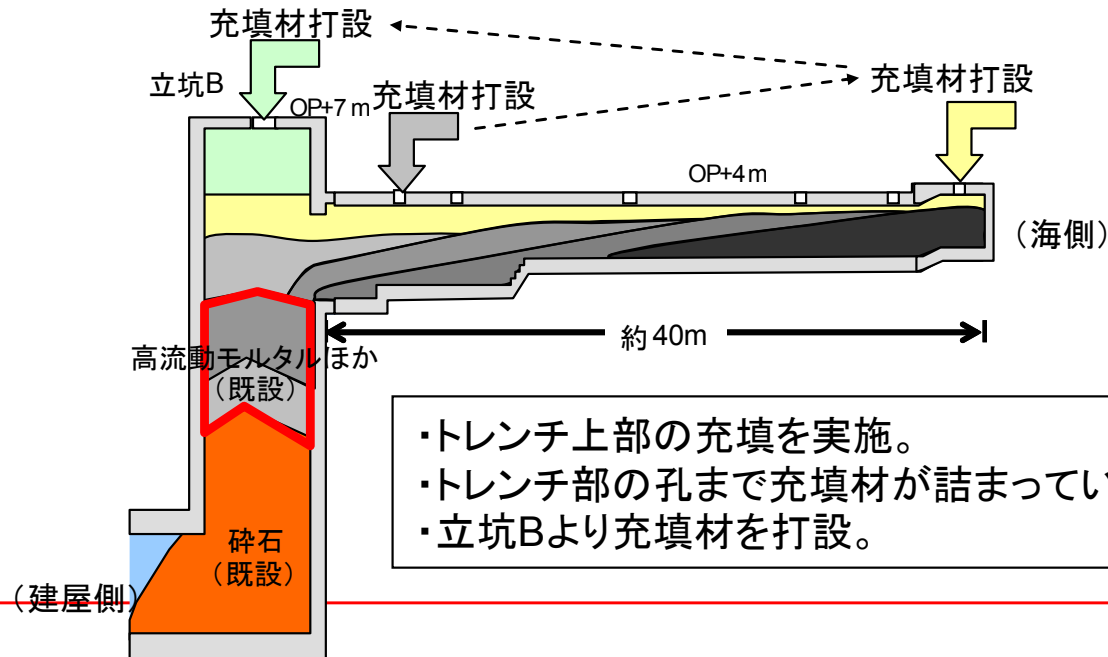 充填材打設
立坑B
OP+7m
充填材打設
充填材打設
OP+4m
（海側）
約40m
高流動モルタルほか
（既設）
・トレンチ上部の充填を実施。
・トレンチ部の孔まで充填材が詰まってい
・立坑Bより充填材を打設。
砕石
（既設）
（建屋側）